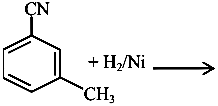 CN
+ H₂/Ni
CH₃